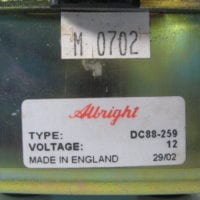 M 0702
Albright
TYPE: DC88-259
VOLTAGE: 12
MADE IN ENGLAND 29/02